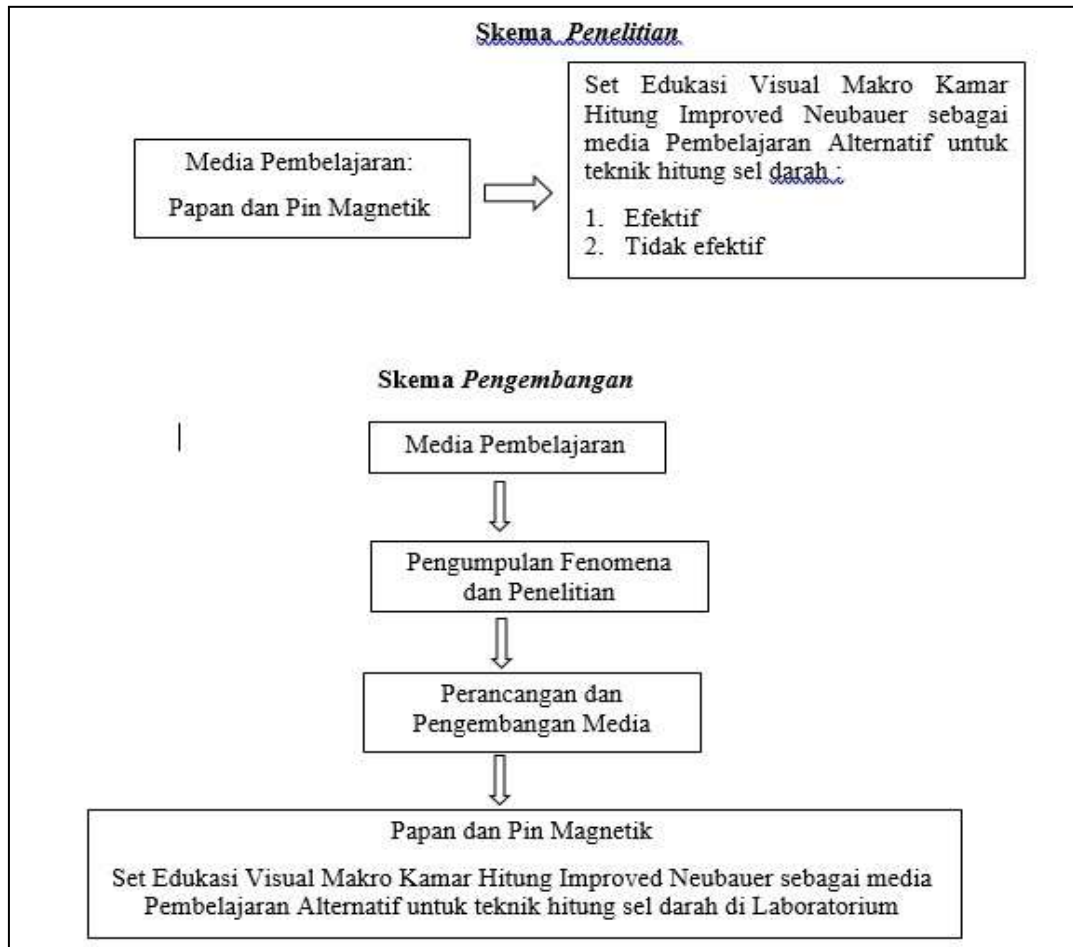 Skema Penelitian
Media Pembelajaran:
Papan dan Pin Magnetik
Set Edukasi Visual Makro Kamar
Hitung Improved Neubauer sebagai
media Pembelajaran Alternatif untuk
teknik hitung sel darah :
1. Efektif
2. Tidak efektif
Skema Pengembangan
Media Pembelajaran
Pengumpulan Fenomena
dan Penelitian
Perancangan dan
Pengembangan Media
Papan dan Pin Magnetik
Set Edukasi Visual Makro Kamar Hitung Improved Neubauer sebagai media
Pembelajaran Alternatif untuk teknik hitung sel darah di Laboratorium